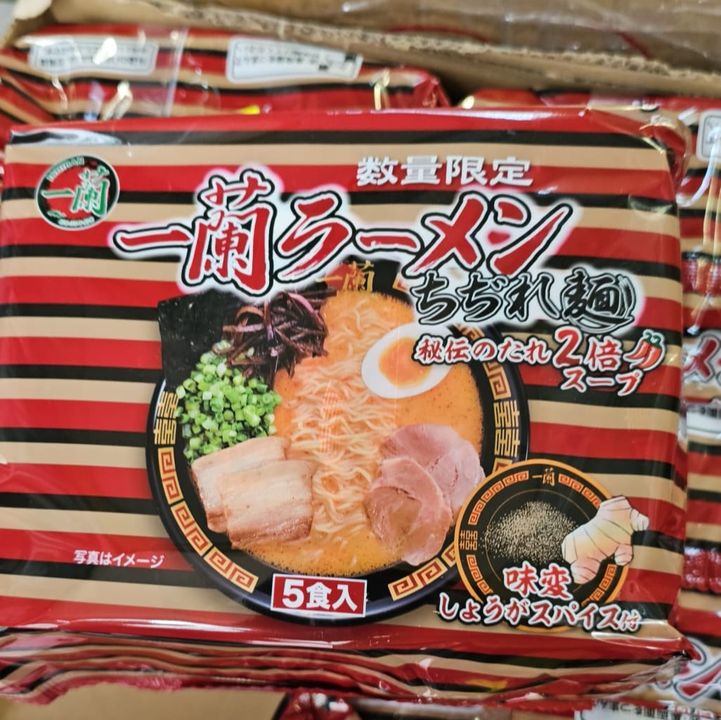 ICHIRAN
一蘭
数量限定
一蘭ラーメン
ちぢれ麺
秘伝のたれ2倍
スープ
一蘭
一蘭
味変
しょうがスパイス付
写真はイメージ
5食入